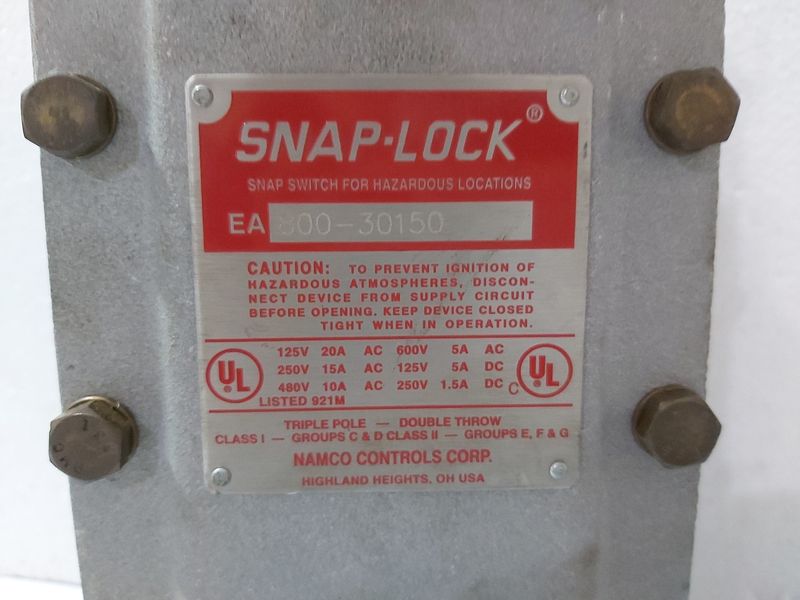 SNAP-LOCK®
SNAP SWITCH FOR HAZARDOUS LOCATIONS
EA 800-30150
CAUTION: TO PREVENT IGNITION OF
HAZARDOUS ATMOSPHERES, DISCON-
NECT DEVICE FROM SUPPLY CIRCUIT
BEFORE OPENING. KEEP DEVICE CLOSED
TIGHT WHEN IN OPERATION.
125V 20A AC 600V 5A AC
250V 15A AC 125V 5A DC
480V 10A AC 250V 1.5A DC
UL
C UL
LISTED 921M
TRIPLE POLE — DOUBLE THROW
CLASS I — GROUPS C & D CLASS II — GROUPS E, F & G
NAMCO CONTROLS CORP.
HIGHLAND HEIGHTS, OH USA